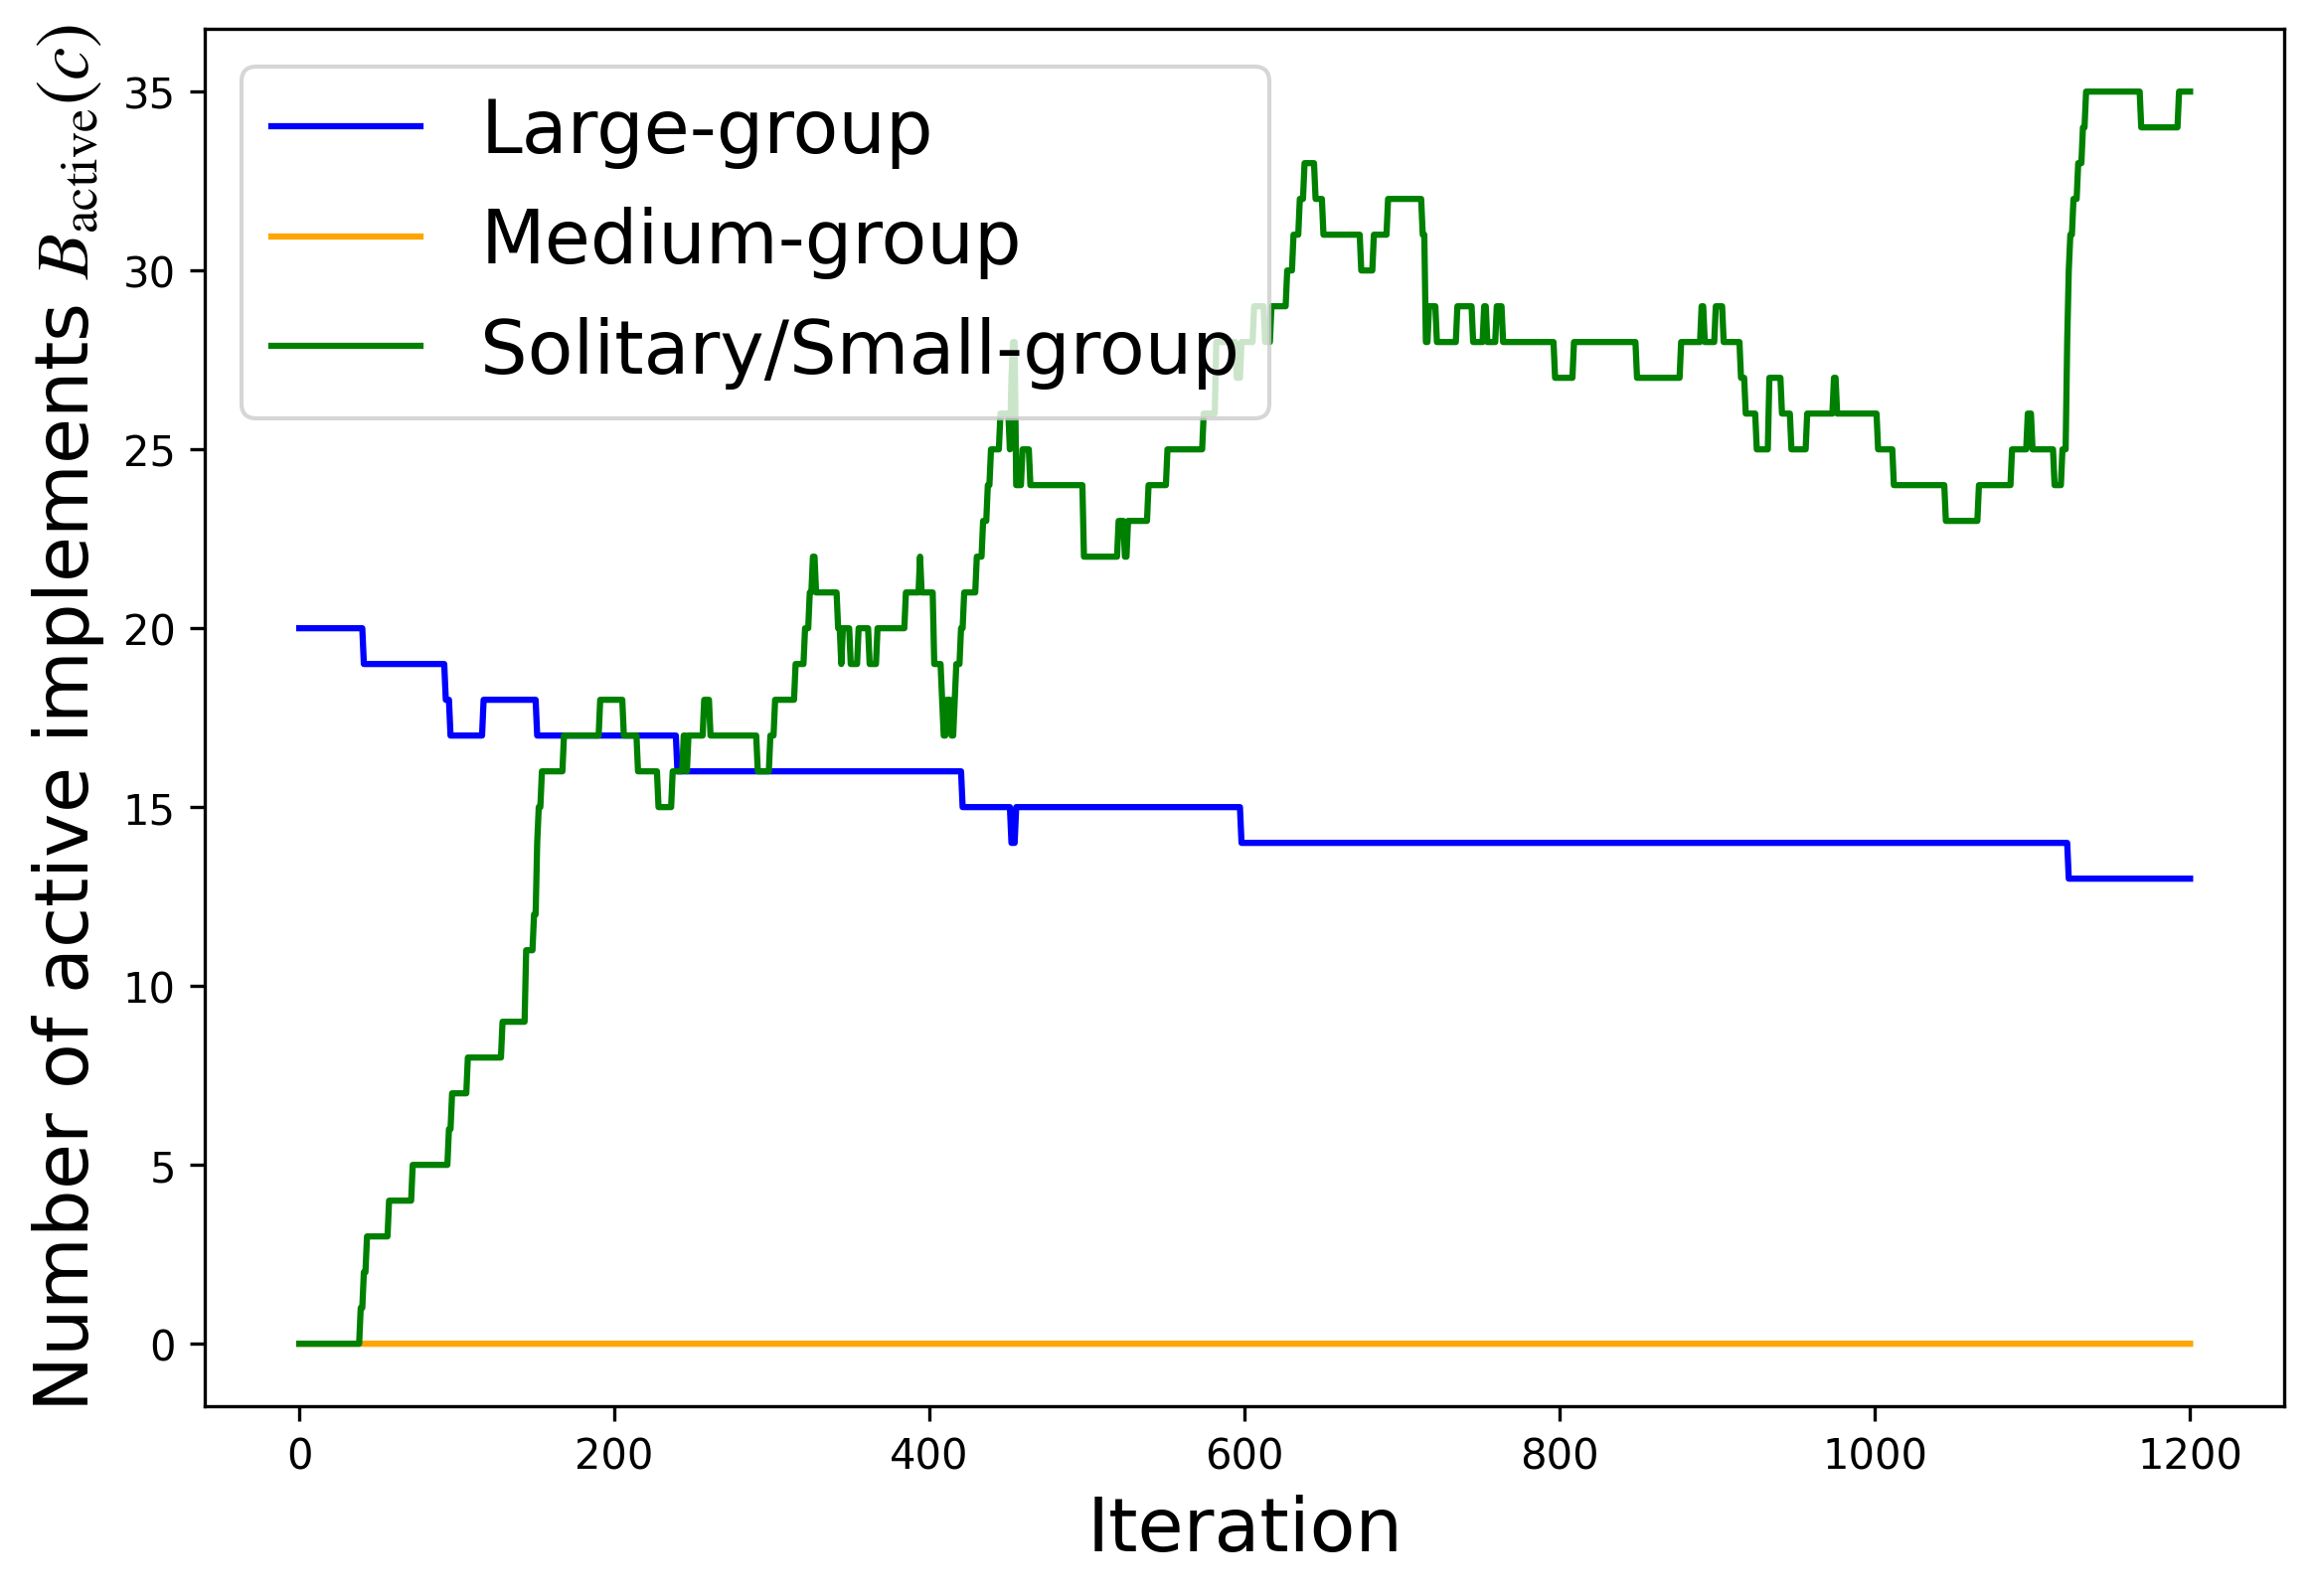 Number of active implements B_active(c)
35
30
25
20
15
10
5
0
Large-group
Medium-group
Solitary/Small-group
0 200 400 600 800 1000 1200
Iteration